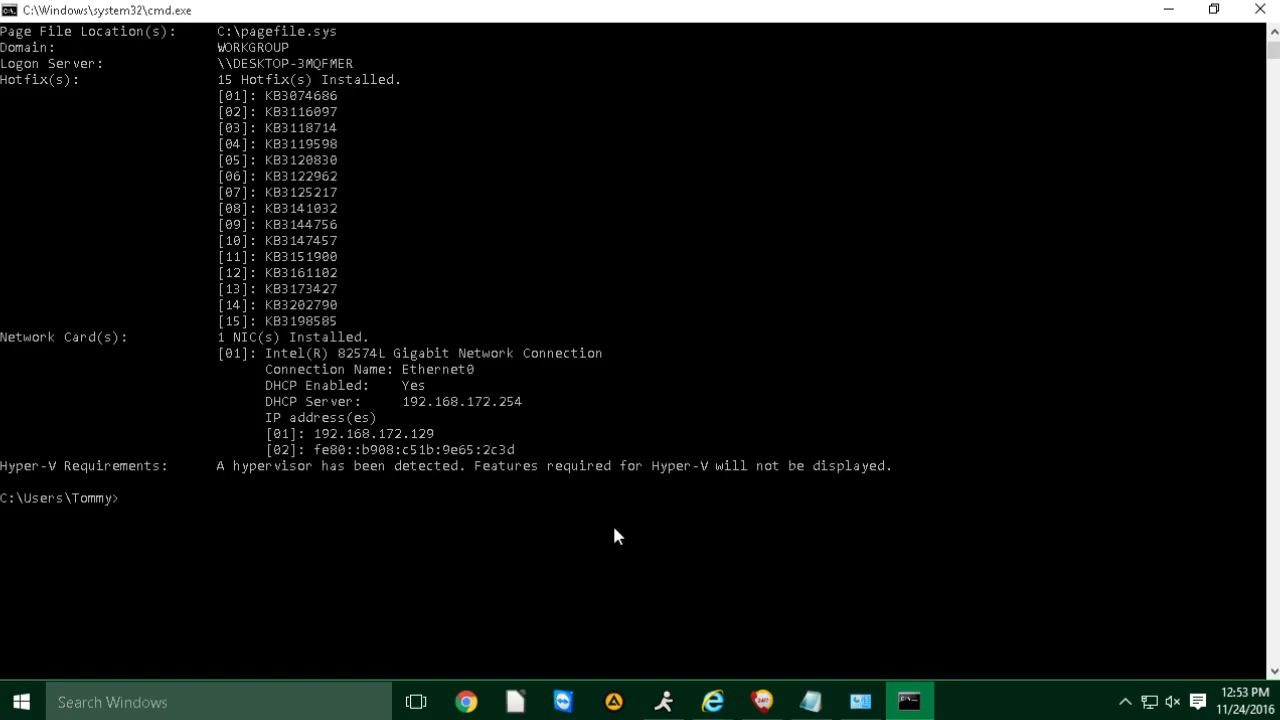 C:\Windows\system32\cmd.exe
Page File Location(s): C:\pagefile.sys
Domain: WORKGROUP
Logon Server: \\DESKTOP-3MQFMER
Hotfix(s): 15 Hotfix(s) Installed.
[01]: KB3074686
[02]: KB3116097
[03]: KB3118714
[04]: KB3119598
[05]: KB3120830
[06]: KB3122962
[07]: KB3125217
[08]: KB3141032
[09]: KB3144756
[10]: KB3147457
[11]: KB3151900
[12]: KB3161102
[13]: KB3173427
[14]: KB3202790
[15]: KB3198585
Network Card(s): 1 NIC(s) Installed.
[01]: Intel(R) 82574L Gigabit Network Connection
Connection Name: Ethernet0
DHCP Enabled: Yes
DHCP Server: 192.168.172.254
IP address(es)
[01]: 192.168.172.129
[02]: fe80::b908:c51b:9e65:2c3d
Hyper-V Requirements: A hypervisor has been detected. Features required for Hyper-V will not be displayed.
C:\Users\Tommy>
Search Windows
12:53 PM
11/24/2016